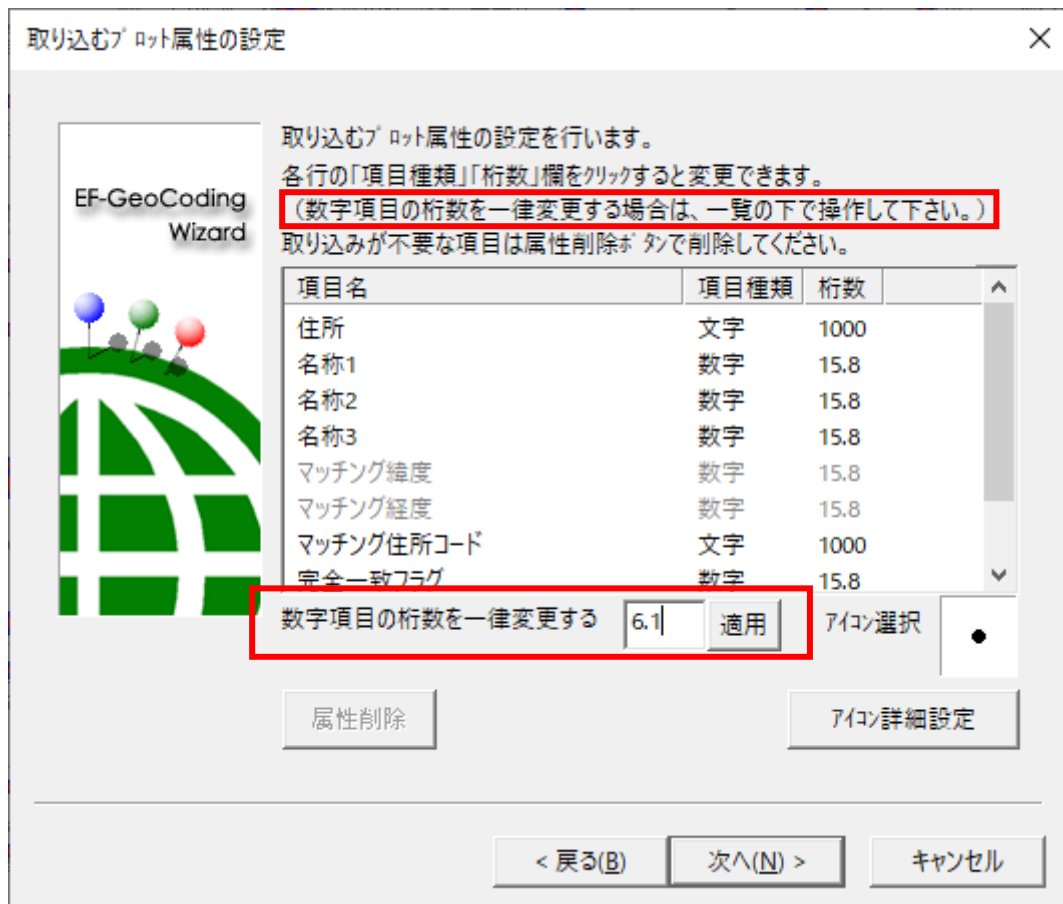 取り込むﾌﾟﾛｯﾄ属性の設定
EF-GeoCoding
Wizard
取り込むﾌﾟﾛｯﾄ属性の設定を行います。
各行の「項目種類」「桁数」欄をｸﾘｯｸすると変更できます。
（数字項目の桁数を一律変更する場合は、一覧の下で操作して下さい。）
取り込みが不要な項目は属性削除ﾎﾞﾀﾝで削除してください。
項目名 項目種類 桁数
住所 文字 1000
名称1 数字 15.8
名称2 数字 15.8
名称3 数字 15.8
マッチング緯度 数字 15.8
マッチング経度 数字 15.8
マッチング住所コード 文字 1000
完全一致フラグ 数字 15.8
数字項目の桁数を一律変更する 6.1 適用 ｱｲｺﾝ選択
属性削除 ｱｲｺﾝ詳細設定
< 戻る(B) 次へ(N) > キャンセル